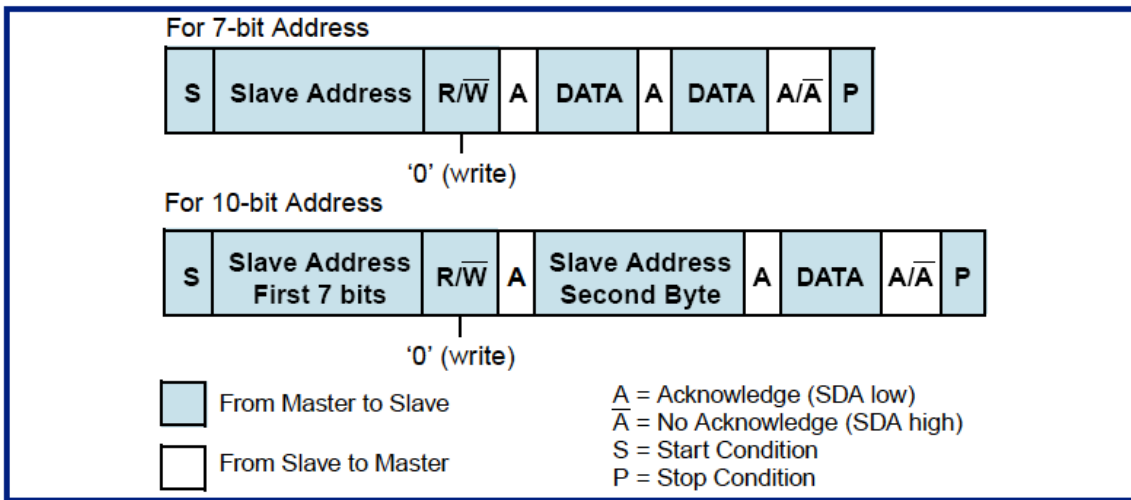 For 7-bit Address
S Slave Address R/W̅ A DATA A DATA A/A̅ P
‘0’ (write)
For 10-bit Address
S Slave Address First 7 bits R/W̅ A Slave Address Second Byte A DATA A/A̅ P
‘0’ (write)
From Master to Slave
From Slave to Master
A = Acknowledge (SDA low)
A̅ = No Acknowledge (SDA high)
S = Start Condition
P = Stop Condition